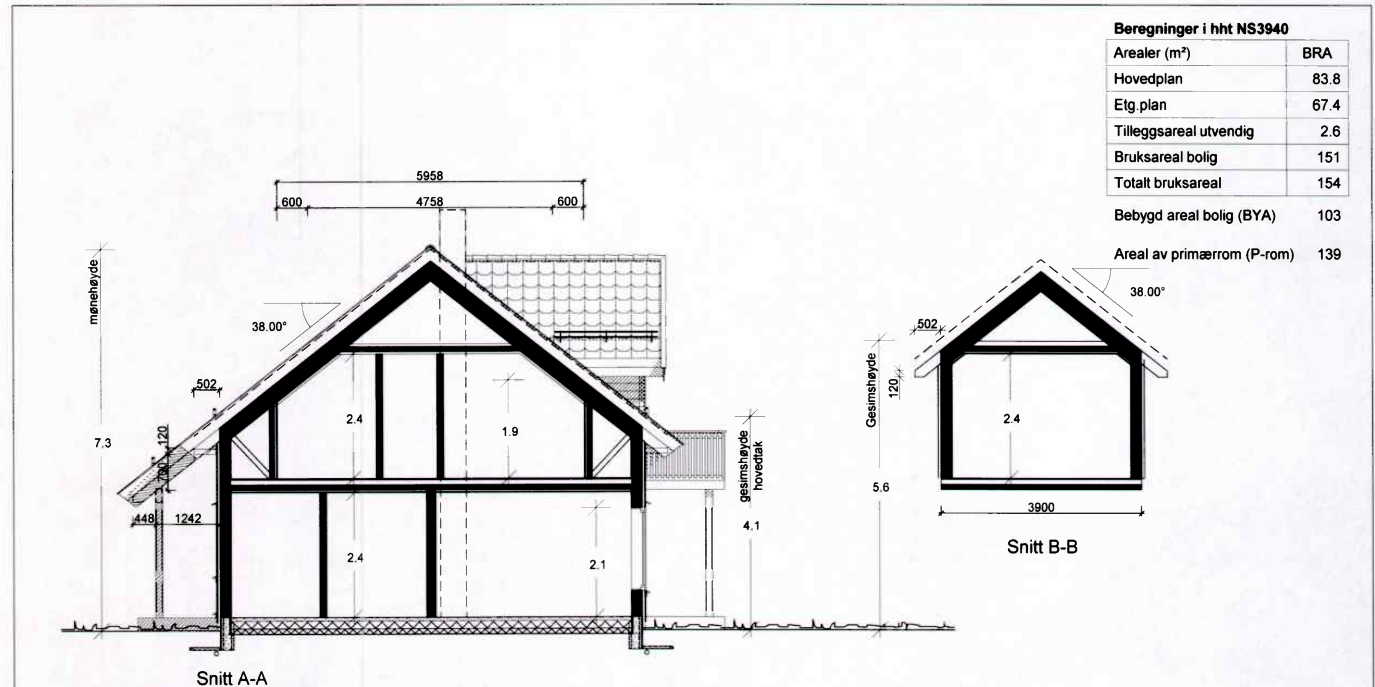 Beregninger i hht NS3940
Arealer (m²) BRA
Hovedplan 83.8
Etg.plan 67.4
Tilleggsareal utvendig 2.6
Bruksareal bolig 151
Totalt bruksareal 154
Bebygd areal bolig (BYA) 103
Areal av primærrom (P-rom) 139
5958
600 4758 600
mønehøyde
7.3
38.00°
502
120
700
448 1242
2.4
1.9
2.4
2.1
gesimshøyde
hovedtak
4.1
Snitt A-A
38.00°
502
120
Gesimshøyde
5.6
2.4
3900
Snitt B-B